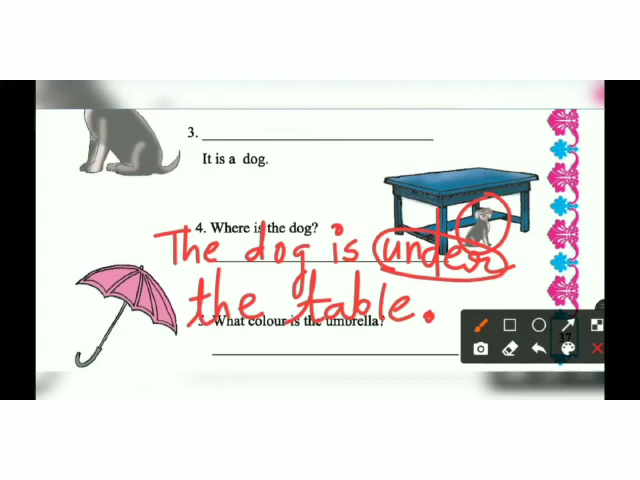 3.
It is a dog.
4. Where is the dog?
The dog is under
the table.
5. What colour is the umbrella?
37